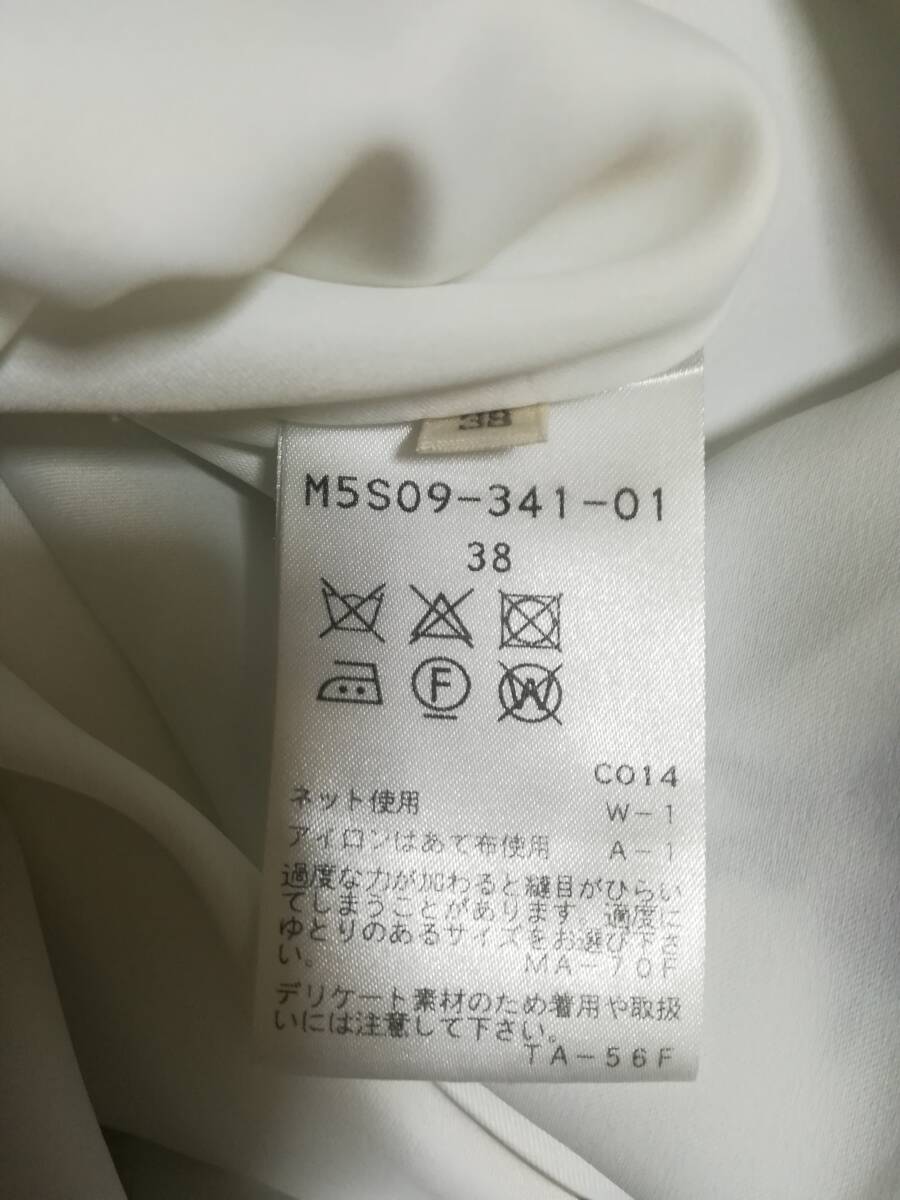 38
M5S09-341-01
38
F
W
C014
ネット使用 W-1
アイロンはあて布使用 A-1
過度な力が加わると縫目がひらい
てしまうことがあります。適度に
ゆとりのあるサイズをお選び下さ
い。 MA-70F
デリケート素材のため着用や取扱
いには注意して下さい。
TA-56F